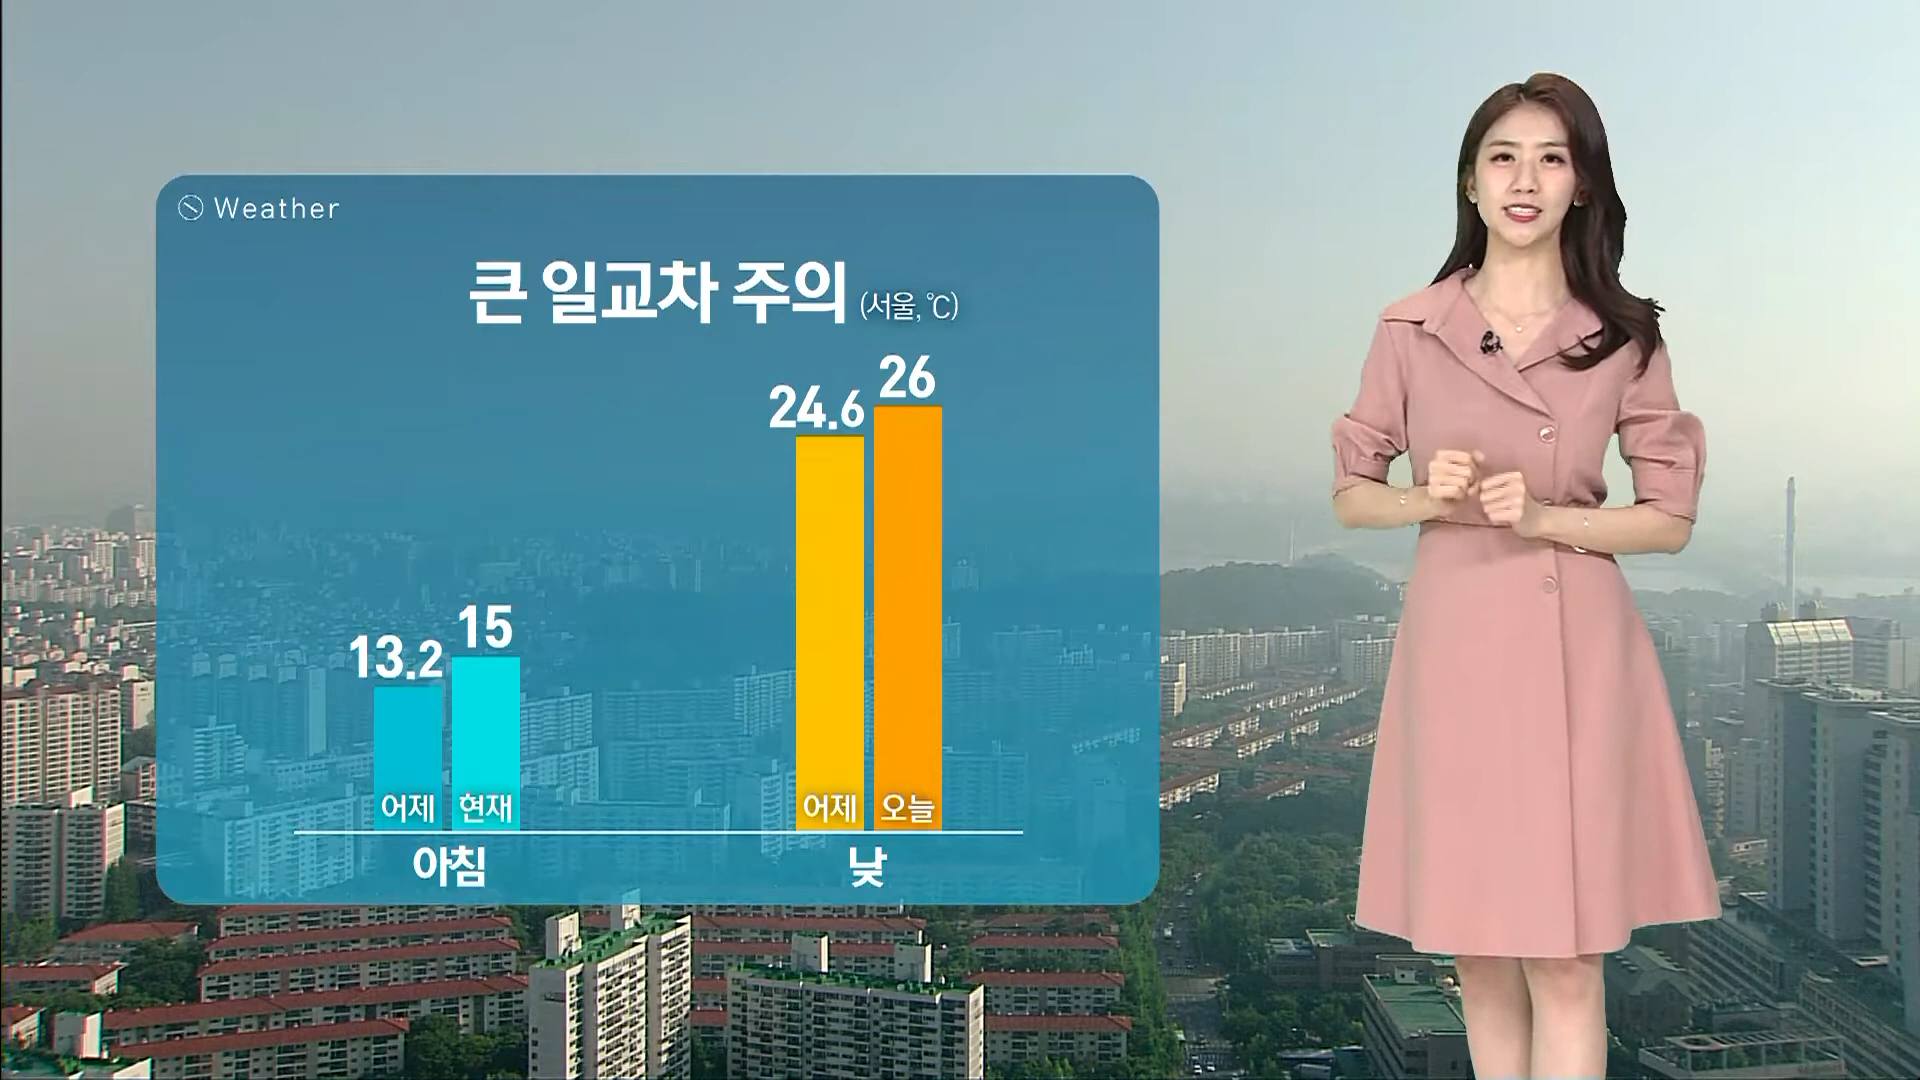 Weather
큰 일교차 주의 (서울, ℃)
13.2
15
24.6
26
어제
현재
어제
오늘
아침
낮